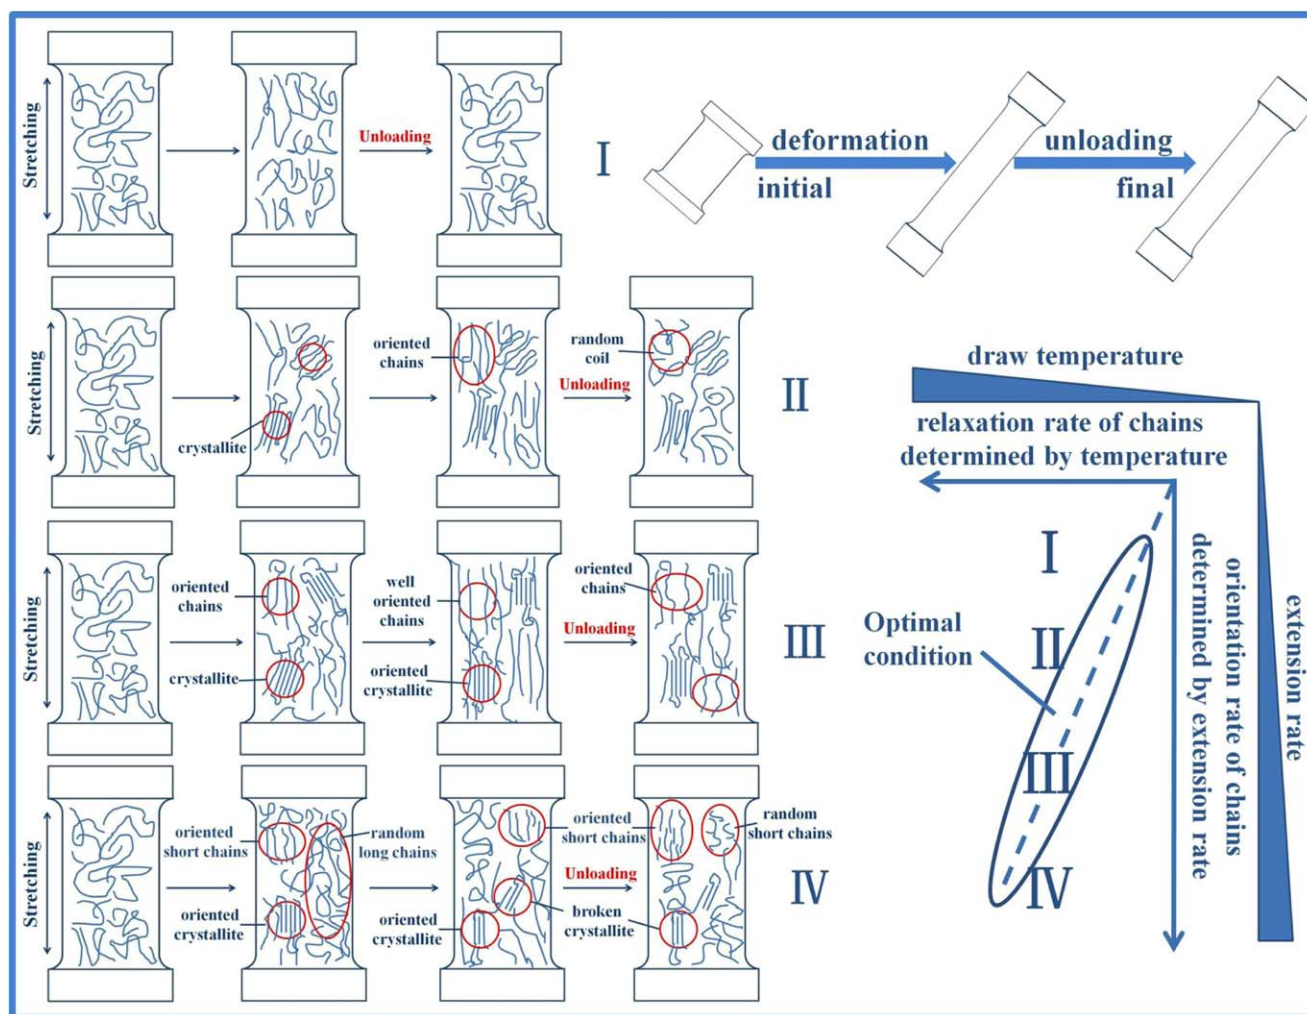 Stretching
Unloading
I
deformation
initial
unloading
final
Stretching
crystallite
oriented
chains
random
coil
Unloading
II
draw temperature
relaxation rate of chains
determined by temperature
Stretching
oriented
chains
crystallite
well
oriented
chains
oriented
crystallite
oriented
chains
Unloading
III
Stretching
oriented
short chains
oriented
crystallite
random
long chains
oriented
crystallite
oriented
short chains
Unloading
broken
crystallite
random
short chains
IV
I
II
III
IV
Optimal
condition
orientation rate of chains
determined by extension rate
extension rate